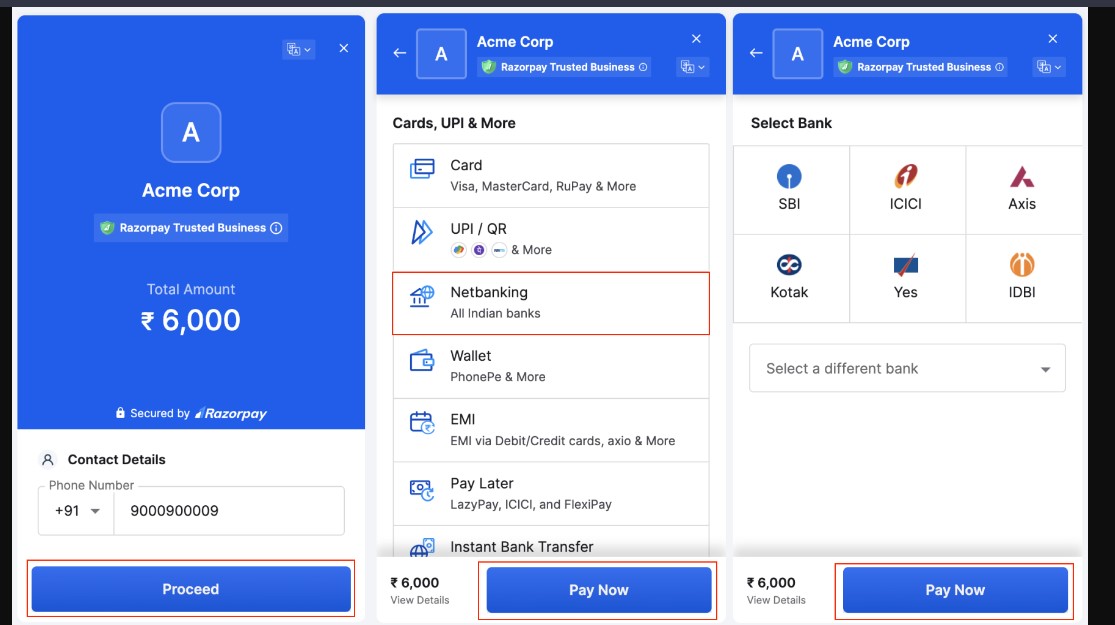 A
Acme Corp
Razorpay Trusted Business
Total Amount
₹ 6,000
Secured by Razorpay
Contact Details
Phone Number
+91 9000900009
Proceed
A
Acme Corp
Razorpay Trusted Business
Cards, UPI & More
Card
Visa, MasterCard, RuPay & More
UPI / QR
& More
Netbanking
All Indian banks
Wallet
PhonePe & More
EMI
EMI via Debit/Credit cards, axio & More
Pay Later
LazyPay, ICICI, and FlexiPay
Instant Bank Transfer
₹ 6,000
View Details
Pay Now
A
Acme Corp
Razorpay Trusted Business
Select Bank
SBI ICICI Axis
Kotak Yes IDBI
Select a different bank
₹ 6,000
View Details
Pay Now